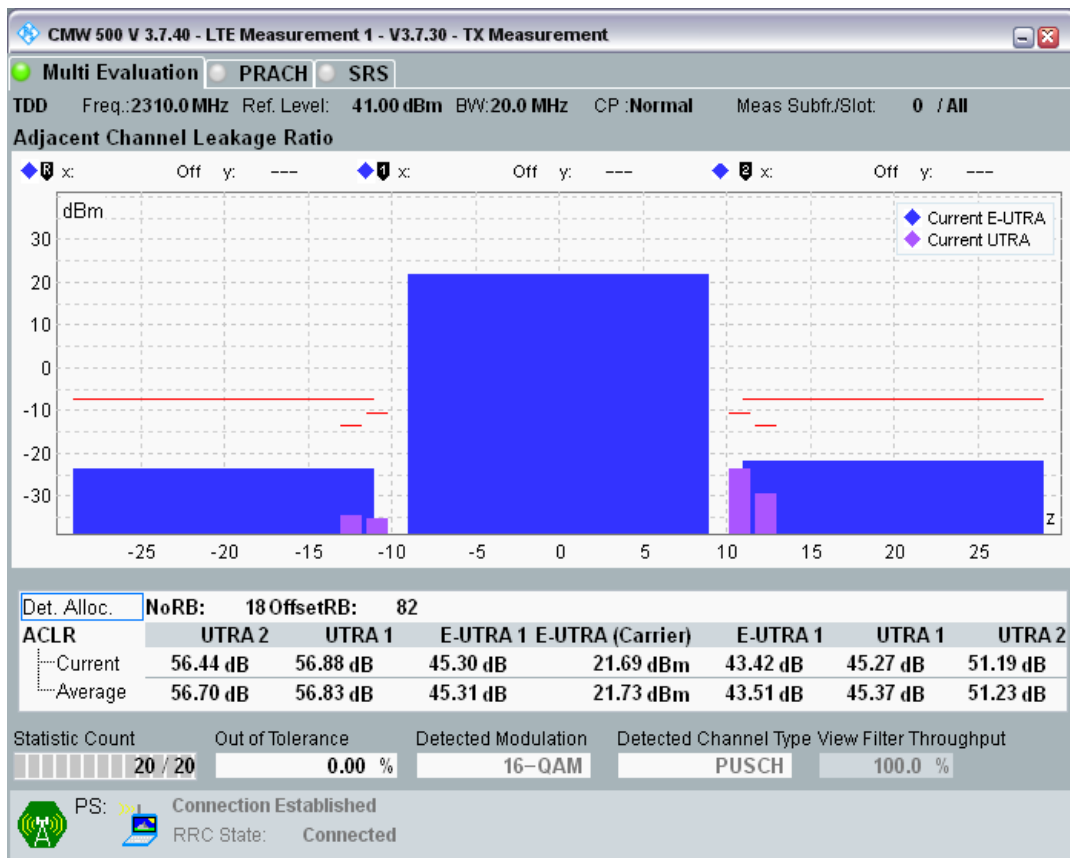 CMW 500 V 3.7.40 - LTE Measurement 1 - V3.7.30 - TX Measurement
Multi Evaluation PRACH SRS
TDD Freq.:2310.0 MHz Ref. Level: 41.00 dBm BW:20.0 MHz CP :Normal Meas Subfr./Slot: 0 / All
Adjacent Channel Leakage Ratio
R x: Off y: --- 1 x: Off y: --- 2 x: Off y: ---
dBm
Current E-UTRA
Current UTRA
30
20
10
0
-10
-20
-30
z
-25 -20 -15 -10 -5 0 5 10 15 20 25
Det. Alloc. NoRB: 18 OffsetRB: 82
ACLR UTRA 2 UTRA 1 E-UTRA 1 E-UTRA (Carrier) E-UTRA 1 UTRA 1 UTRA 2
Current 56.44 dB 56.88 dB 45.30 dB 21.69 dBm 43.42 dB 45.27 dB 51.19 dB
Average 56.70 dB 56.83 dB 45.31 dB 21.73 dBm 43.51 dB 45.37 dB 51.23 dB
Statistic Count Out of Tolerance Detected Modulation Detected Channel Type View Filter Throughput
20 / 20 0.00 % 16-QAM PUSCH 100.0 %
PS: Connection Established
RRC State: Connected